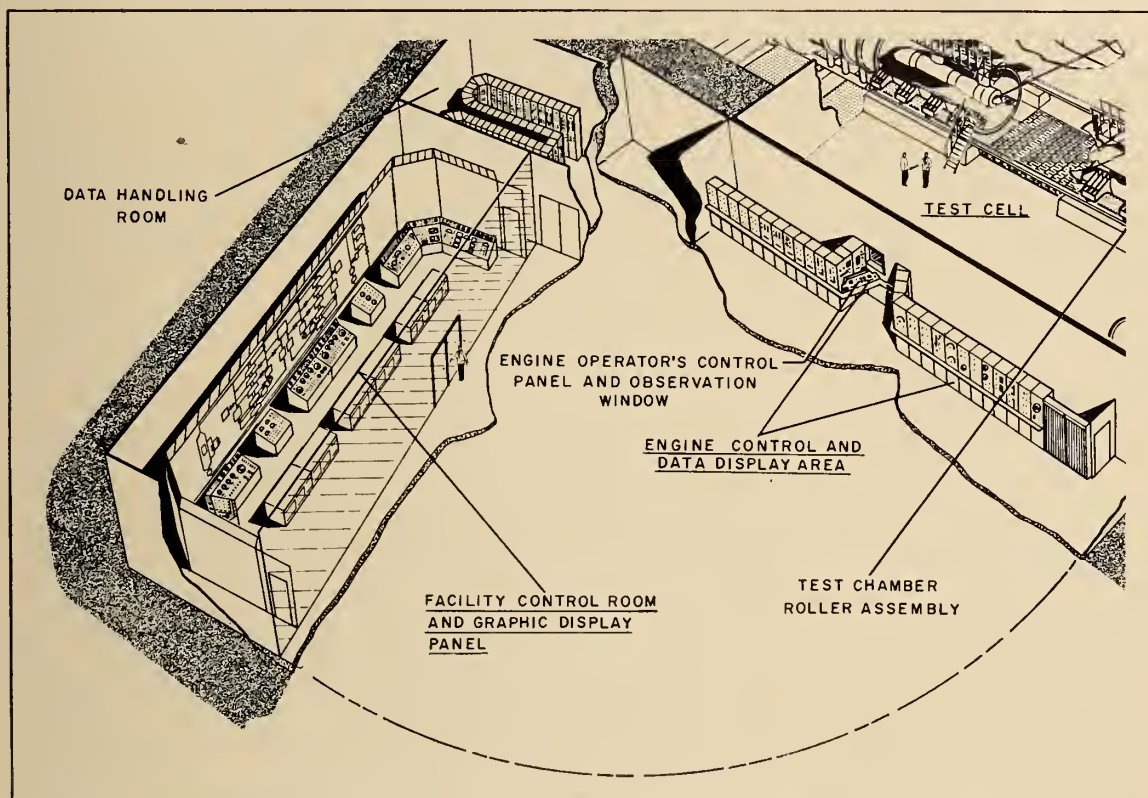 DATA HANDLING
ROOM
TEST CELL
ENGINE OPERATOR'S CONTROL
PANEL AND OBSERVATION
WINDOW
ENGINE CONTROL AND
DATA DISPLAY AREA
FACILITY CONTROL ROOM
AND GRAPHIC DISPLAY
PANEL
TEST CHAMBER
ROLLER ASSEMBLY